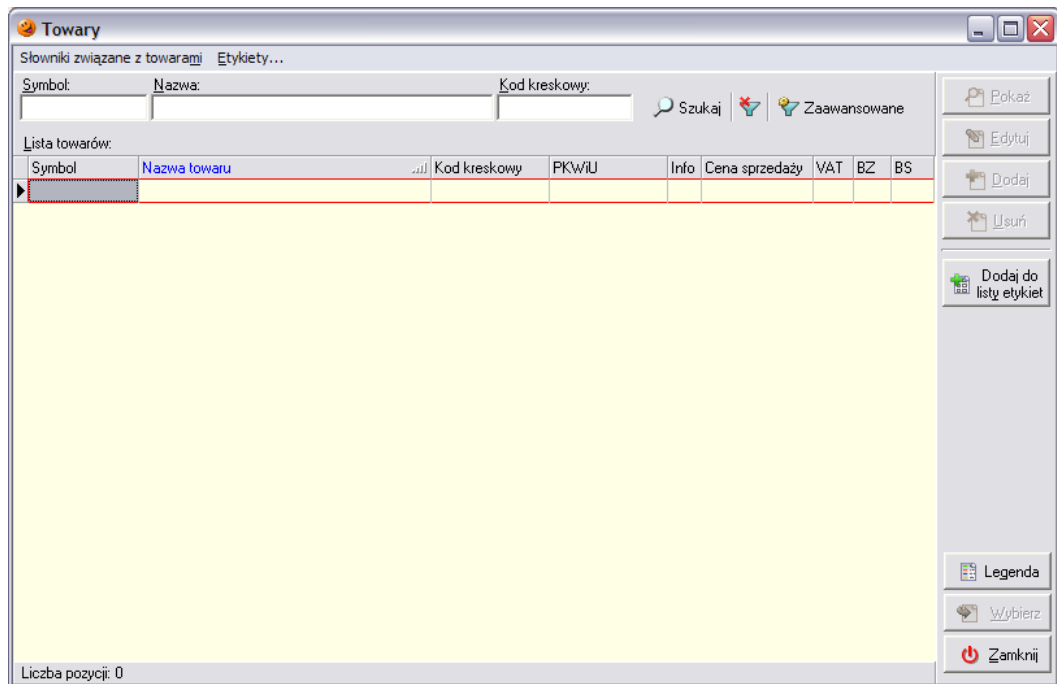 Towary
Słowniki związane z towarami Etykiety...
Symbol: Nazwa: Kod kreskowy:
Szukaj Zaawansowane
Lista towarów:
Symbol Nazwa towaru Kod kreskowy PKWiU Info Cena sprzedaży VAT BZ BS
Pokaż
Edytuj
Dodaj
Usuń
Dodaj do
listy etykiet
Legenda
Wybierz
Zamknij
Liczba pozycji: 0